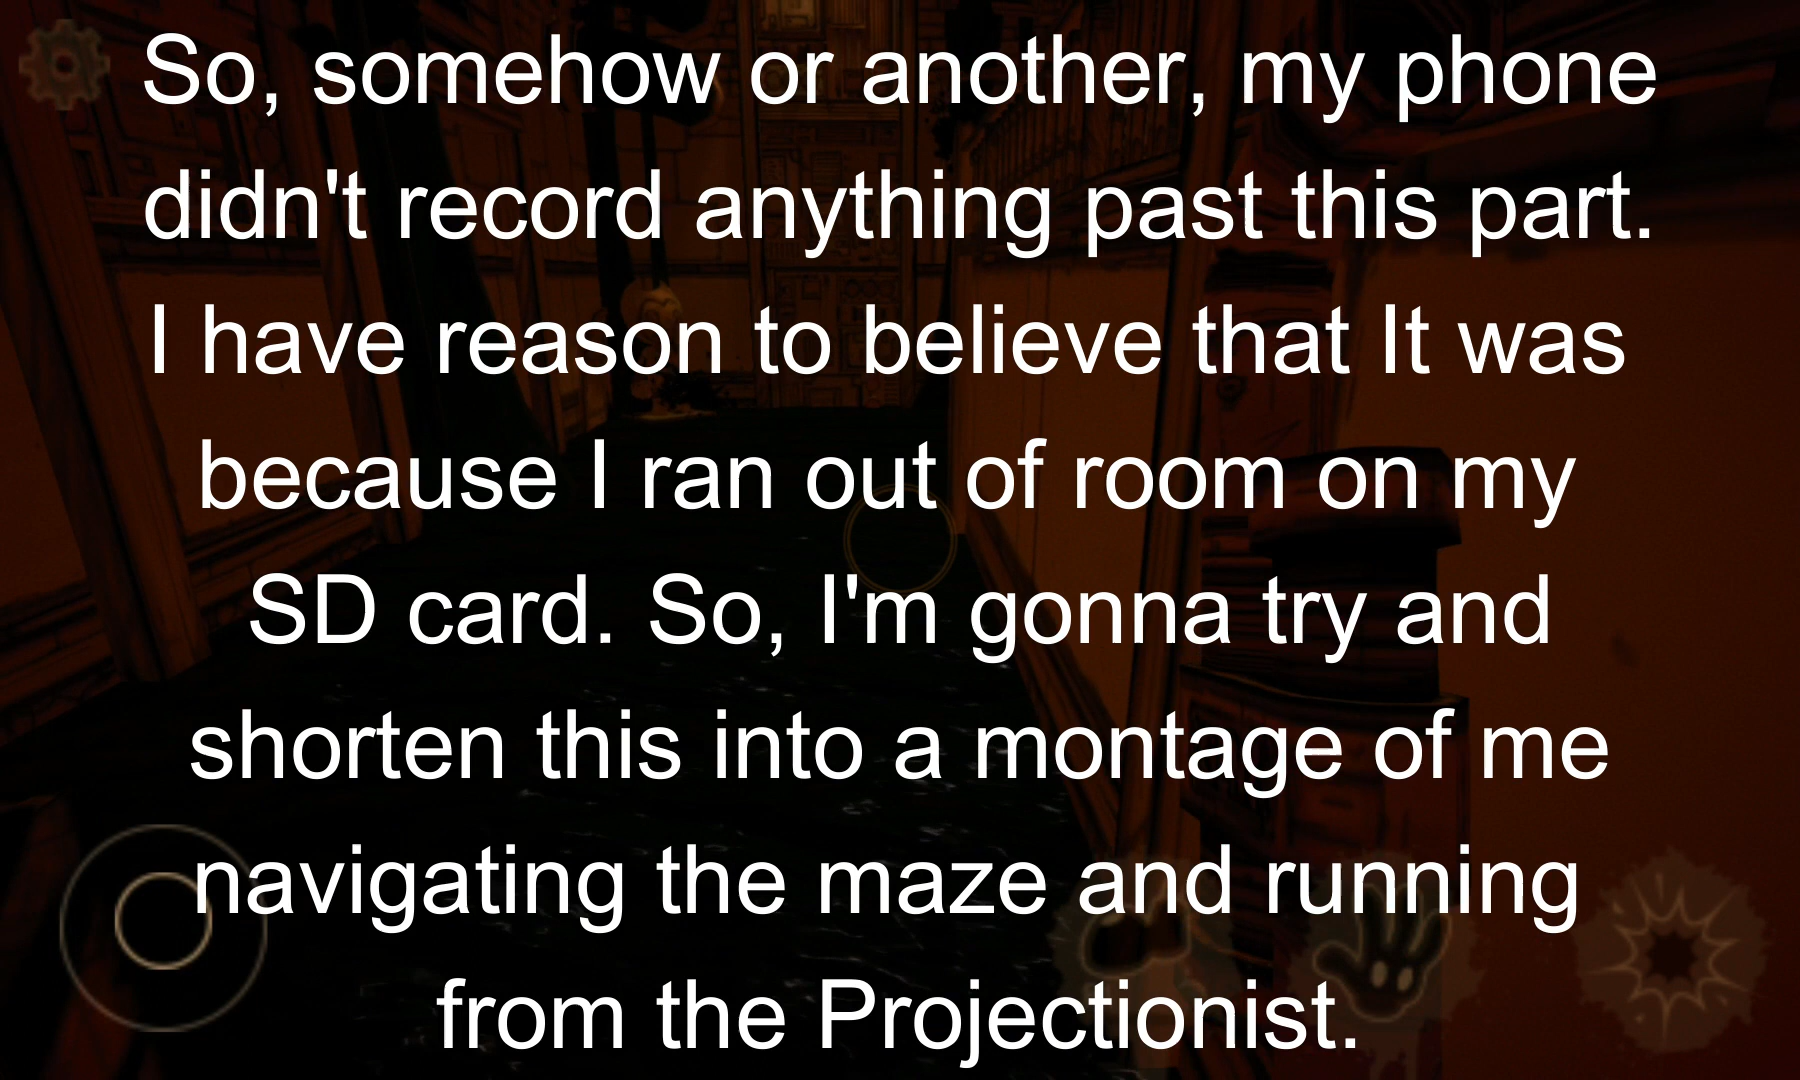 So, somehow or another, my phone
didn't record anything past this part.
I have reason to believe that It was
because I ran out of room on my
SD card. So, I'm gonna try and
shorten this into a montage of me
navigating the maze and running
from the Projectionist.